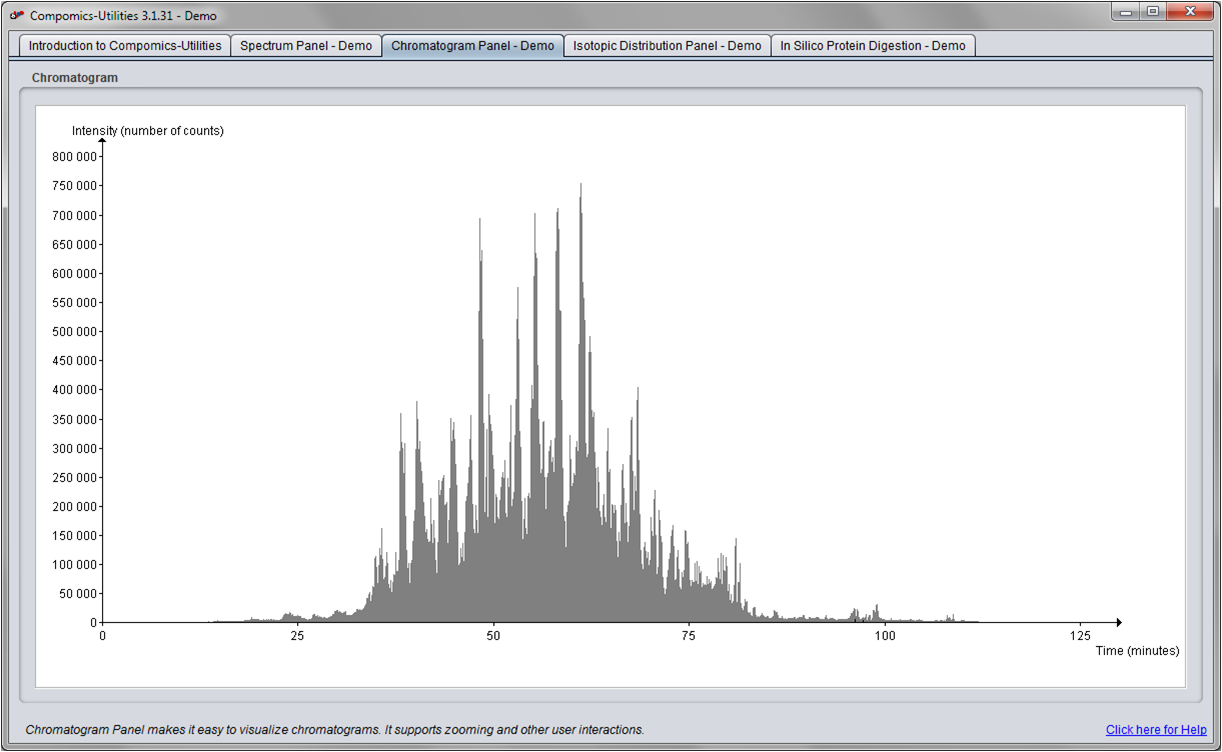 Compomics-Utilities 3.1.31 - Demo
Introduction to Compomics-Utilities Spectrum Panel - Demo Chromatogram Panel - Demo Isotopic Distribution Panel - Demo In Silico Protein Digestion - Demo
Chromatogram
Intensity (number of counts)
800 000
750 000
700 000
650 000
600 000
550 000
500 000
450 000
400 000
350 000
300 000
250 000
200 000
150 000
100 000
50 000
0
0 25 50 75 100 125
Time (minutes)
Chromatogram Panel makes it easy to visualize chromatograms. It supports zooming and other user interactions. Click here for Help